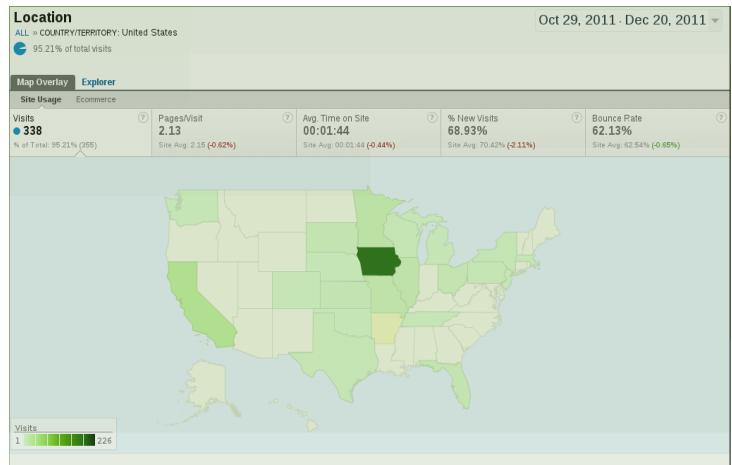 Location
Oct 29, 2011 - Dec 20, 2011
ALL » COUNTRY/TERRITORY: United States
95.21% of total visits
Map Overlay Explorer
Site Usage Ecommerce
Visits ?
338
% of Total: 95.21% (355)
Pages/Visit ?
2.13
Site Avg: 2.15 (-0.62%)
Avg. Time on Site ?
00:01:44
Site Avg: 00:01:44 (-0.44%)
% New Visits ?
68.93%
Site Avg: 70.42% (-2.11%)
Bounce Rate ?
62.13%
Site Avg: 62.54% (-0.65%)
Visits
1 226